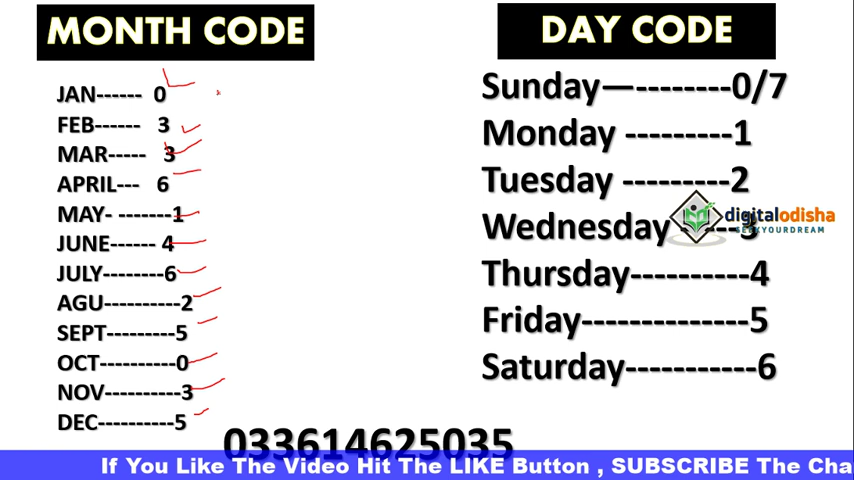 MONTH CODE
JAN------ 0
FEB------ 3
MAR----- 3
APRIL--- 6
MAY- -------1
JUNE------ 4
JULY--------6
AGU----------2
SEPT---------5
OCT----------0
NOV----------3
DEC----------5
033614625035
DAY CODE
Sunday—--------0/7
Monday ---------1
Tuesday ---------2
Wednesday -----3
Thursday----------4
Friday--------------5
Saturday-----------6
digitalodisha
SEEKYOURDREAM
If You Like The Video Hit The LIKE Button , SUBSCRIBE The Cha